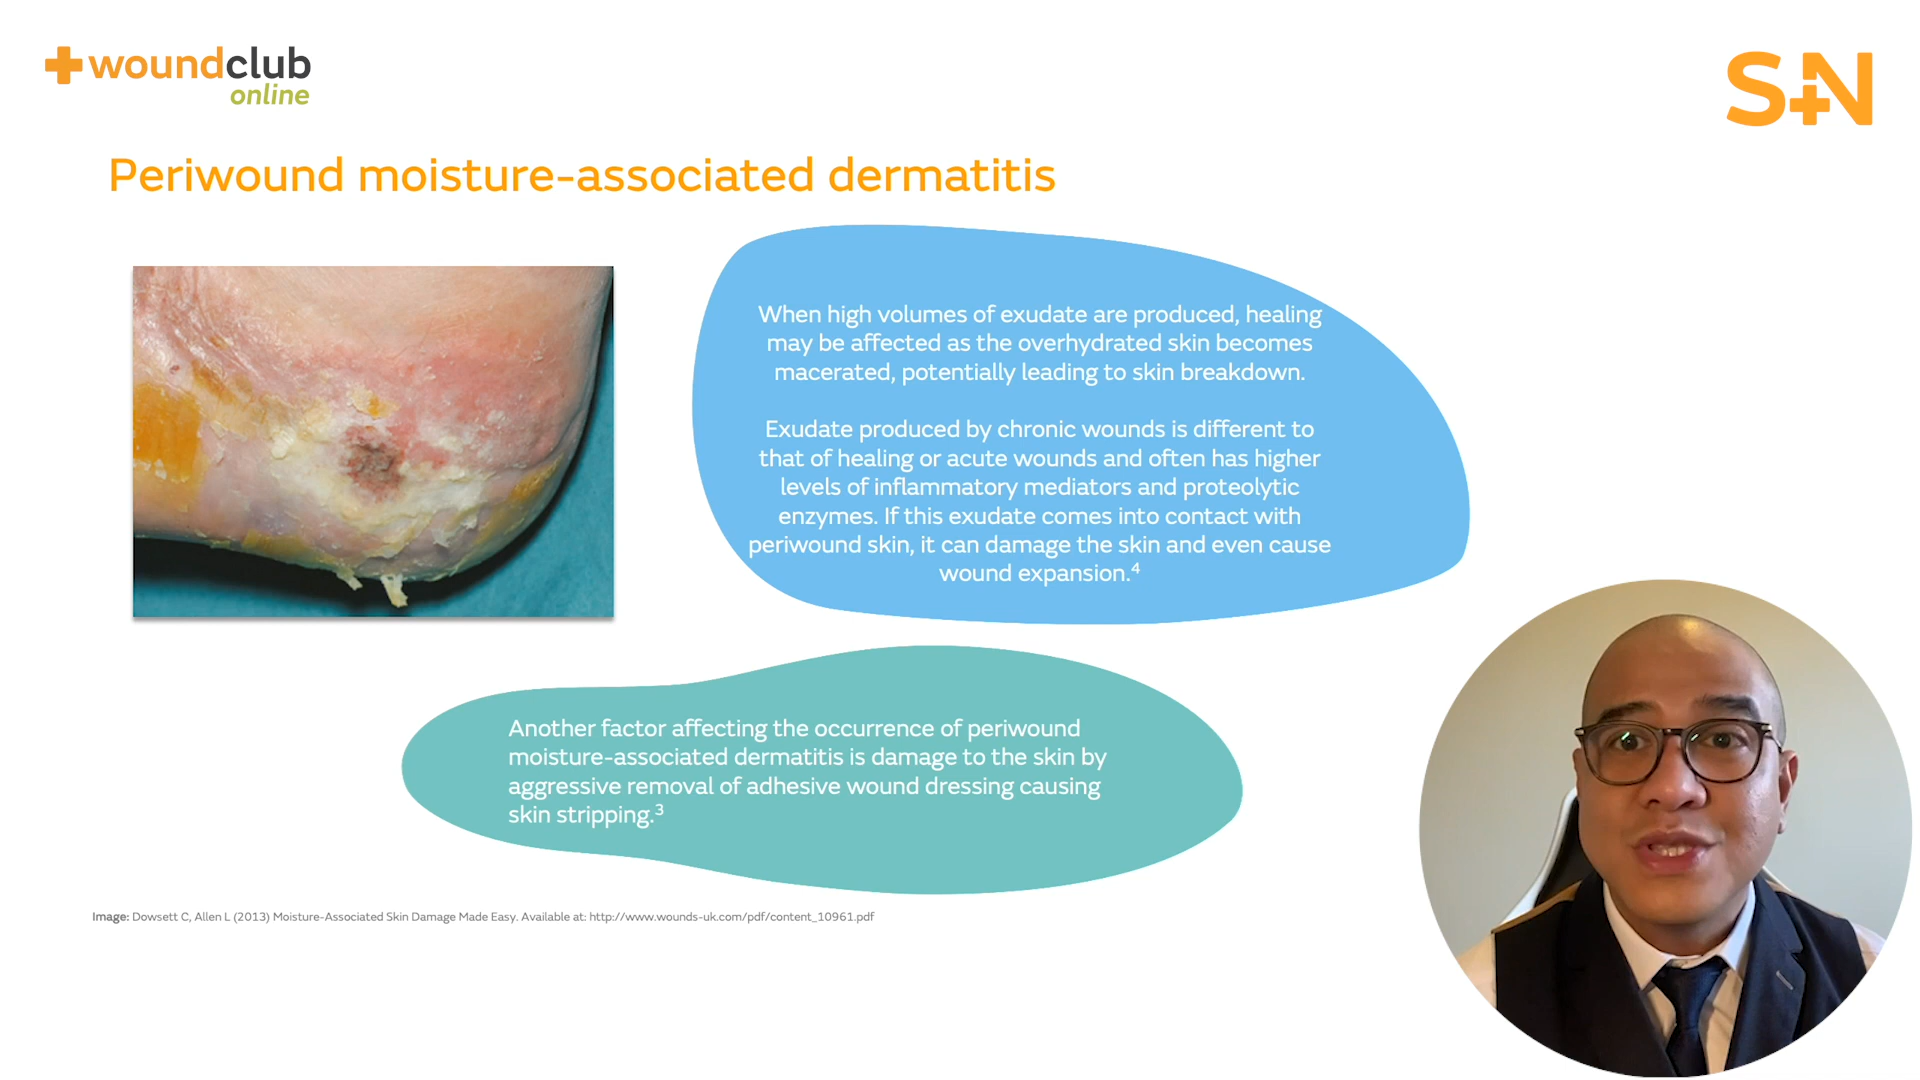 woundclub
online
S+N
Periwound moisture-associated dermatitis
When high volumes of exudate are produced, healing
may be affected as the overhydrated skin becomes
macerated, potentially leading to skin breakdown.
Exudate produced by chronic wounds is different to
that of healing or acute wounds and often has higher
levels of inflammatory mediators and proteolytic
enzymes. If this exudate comes into contact with
periwound skin, it can damage the skin and even cause
wound expansion.⁴
Another factor affecting the occurrence of periwound
moisture-associated dermatitis is damage to the skin by
aggressive removal of adhesive wound dressing causing
skin stripping.³
Image: Dowsett C, Allen L (2013) Moisture-Associated Skin Damage Made Easy. Available at: http://www.wounds-uk.com/pdf/content_10961.pdf